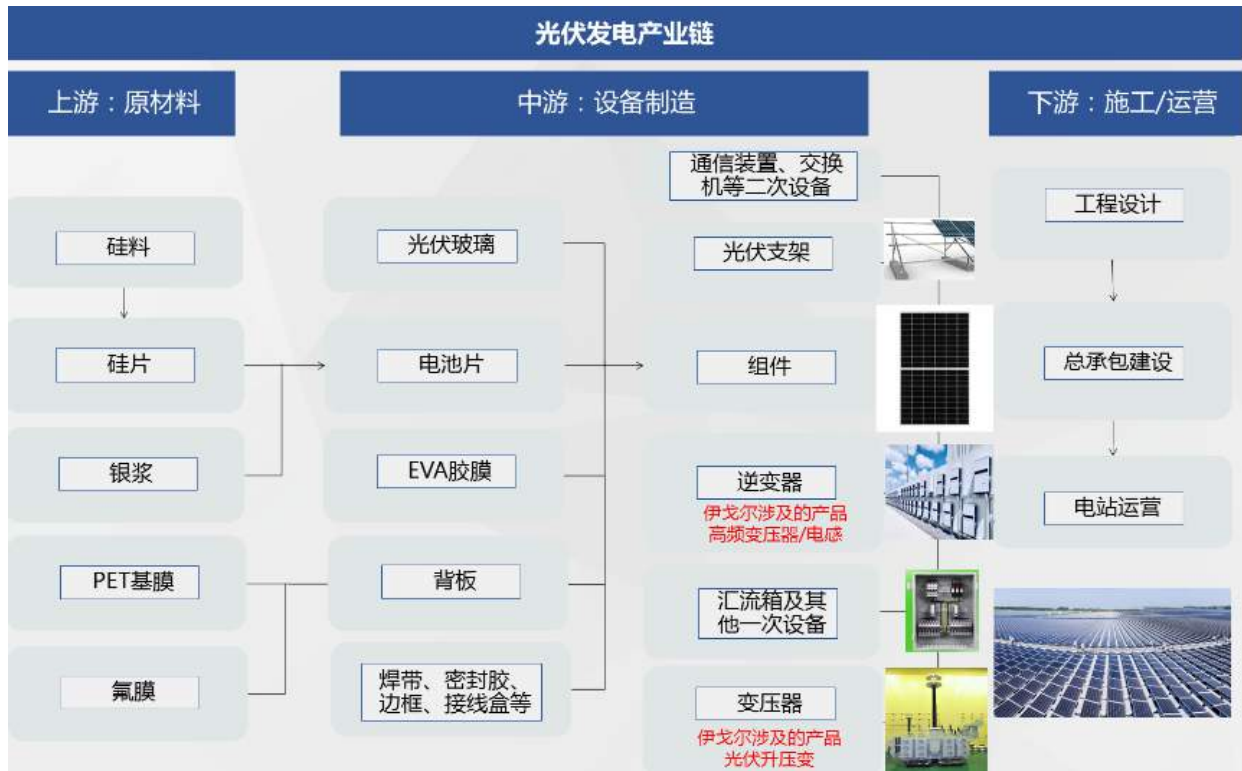 光伏发电产业链
上游：原材料
中游：设备制造
下游：施工/运营
硅料
硅片
银浆
PET基膜
氟膜
光伏玻璃
电池片
EVA胶膜
背板
焊带、密封胶、
边框、接线盒等
通信装置、交换
机等二次设备
光伏支架
组件
逆变器
伊戈尔涉及的产品
高频变压器/电感
汇流箱及其
他一次设备
变压器
伊戈尔涉及的产品
光伏升压变
工程设计
总承包建设
电站运营